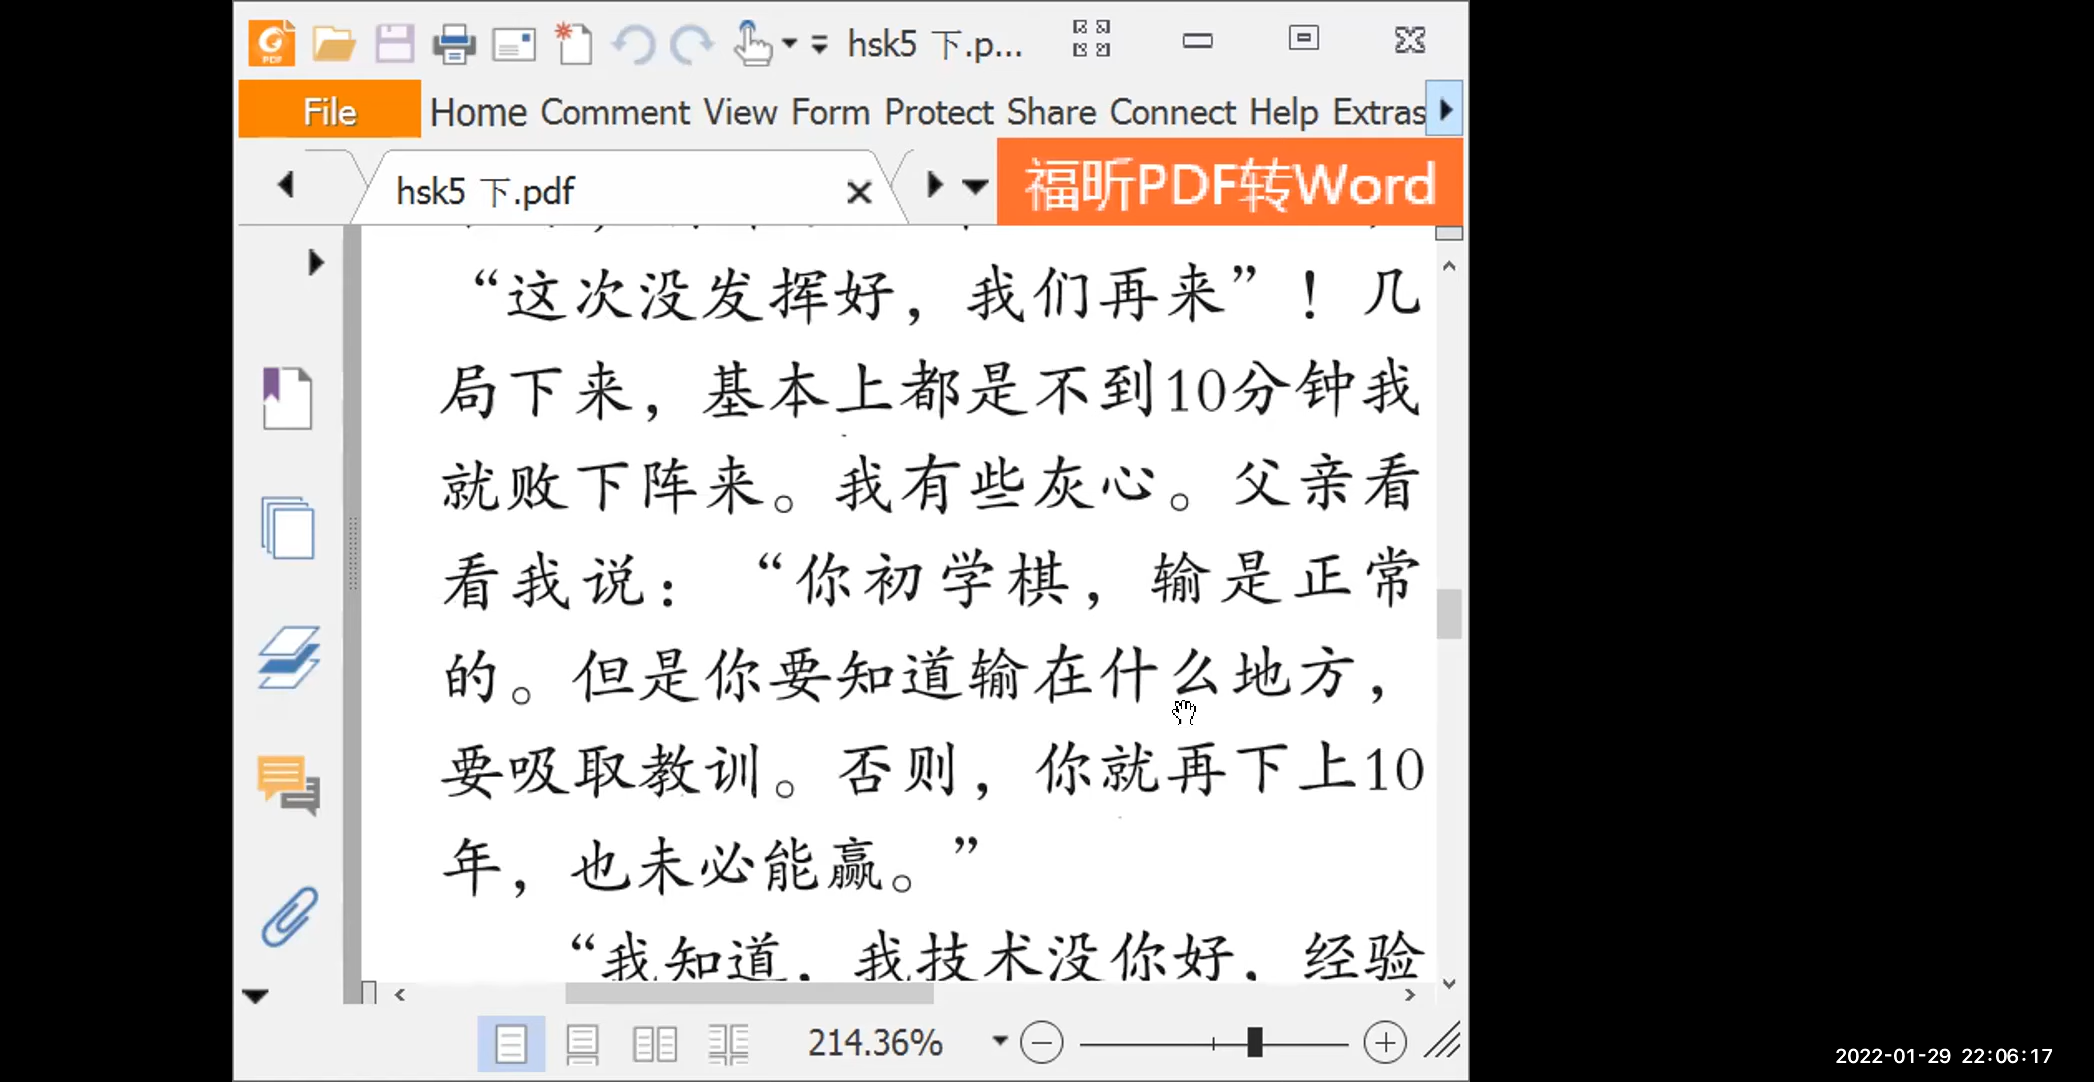 hsk5 下.p...
File Home Comment View Form Protect Share Connect Help Extras
hsk5 下.pdf
福昕PDF转Word
“这次没发挥好，我们再来”！几
局下来，基本上都是不到10分钟我
就败下阵来。我有些灰心。父亲看
看我说：“你初学棋，输是正常
的。但是你要知道输在什么地方，
要吸取教训。否则，你就再下上10
年，也未必能赢。”
“我知道，我技术没你好，经验
214.36%
2022-01-29 22:06:17